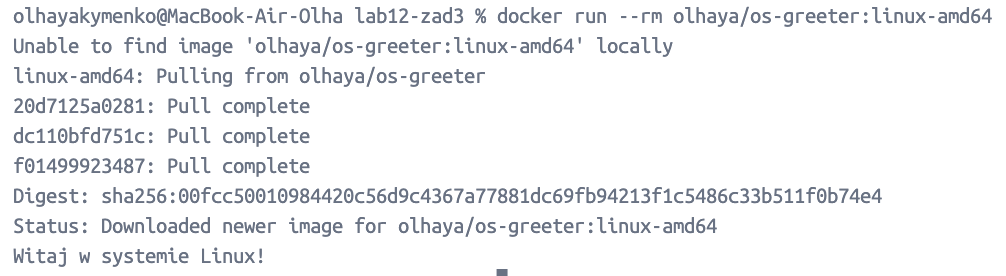 olhayakymenko@MacBook-Air-Olha lab12-zad3 % docker run --rm olhaya/os-greeter:linux-amd64
Unable to find image 'olhaya/os-greeter:linux-amd64' locally
linux-amd64: Pulling from olhaya/os-greeter
20d7125a0281: Pull complete
dc110bfd751c: Pull complete
f01499923487: Pull complete
Digest: sha256:00fcc50010984420c56d9c4367a77881dc69fb94213f1c5486c33b511f0b74e4
Status: Downloaded newer image for olhaya/os-greeter:linux-amd64
Witaj w systemie Linux!